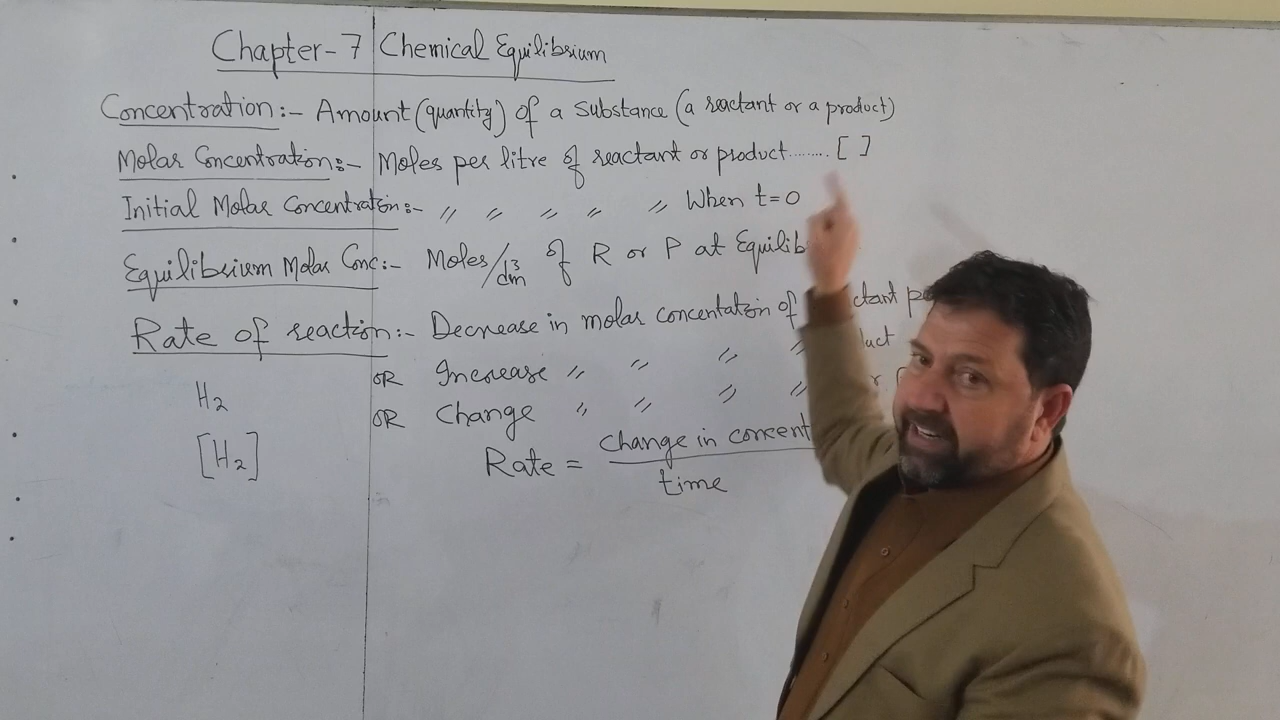 Chapter-7 Chemical Equilibrium
Concentration:- Amount (quantity) of a Substance (a reactant or a product)
Molar Concentration:- Moles per litre of reactant or product........ [ ]
Initial Molar Concentration:- 〃 〃 〃 〃 〃 When t=0
Equilibrium Molar Conc:- Moles/dm³ of R or P at Equilib
Rate of reaction:- Decrease in molar concentation of ctant p
OR Increase 〃 〃 〃 〃 duct
OR Change 〃 〃 〃 〃 r
H₂
[H₂]
Rate = change in concent
time